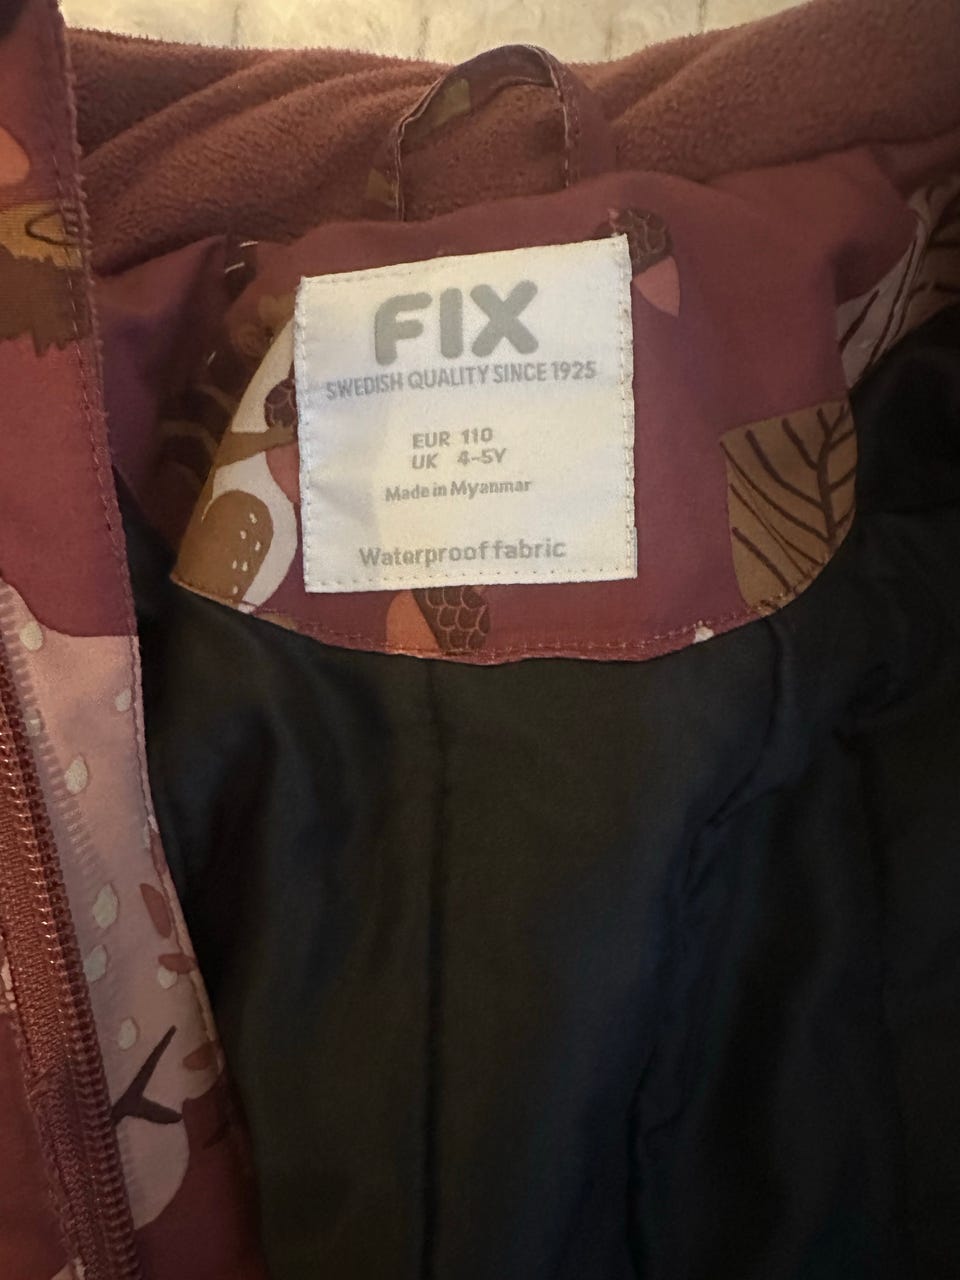 FIX
SWEDISH QUALITY SINCE 1925
EUR 110
UK 4-5Y
Made in Myanmar
Waterproof fabric